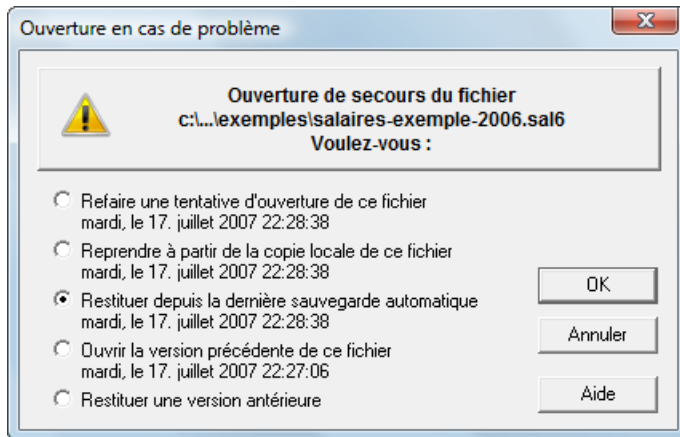 Ouverture en cas de problème
Ouverture de secours du fichier
c:\...\exemples\salaires-exemple-2006.sal6
Voulez-vous :
Refaire une tentative d'ouverture de ce fichier
mardi, le 17. juillet 2007 22:28:38
Reprendre à partir de la copie locale de ce fichier
mardi, le 17. juillet 2007 22:28:38
Restituer depuis la dernière sauvegarde automatique
mardi, le 17. juillet 2007 22:28:38
Ouvrir la version précédente de ce fichier
mardi, le 17. juillet 2007 22:27:06
Restituer une version antérieure
OK
Annuler
Aide